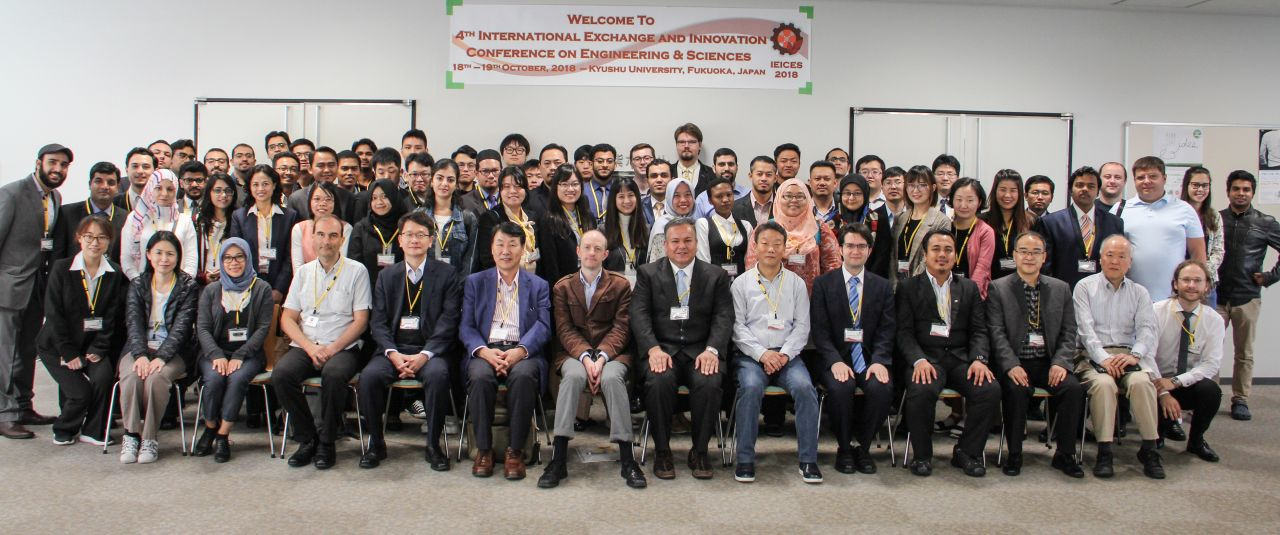 WELCOME TO
4TH INTERNATIONAL EXCHANGE AND INNOVATION
CONFERENCE ON ENGINEERING & SCIENCES
18TH –19TH OCTOBER, 2018 – KYUSHU UNIVERSITY, FUKUOKA, JAPAN
IEICES
2018